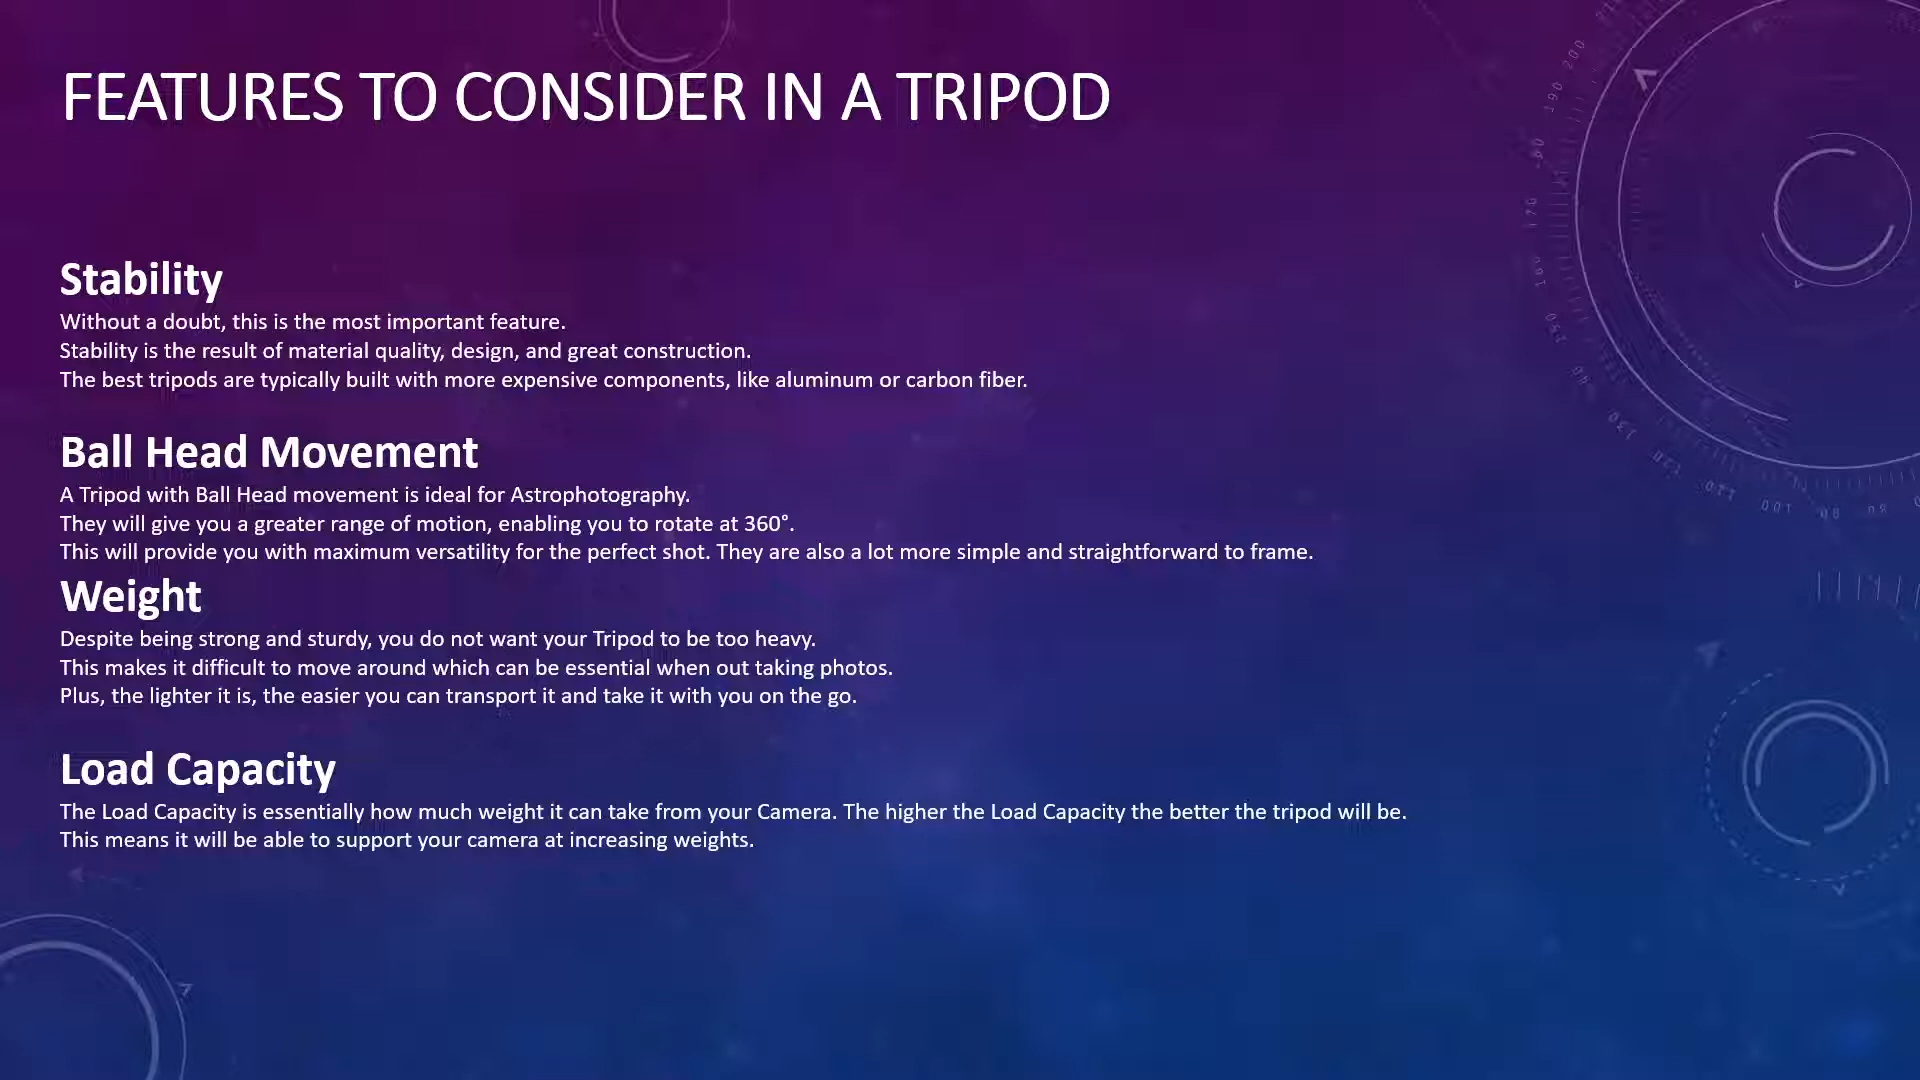 FEATURES TO CONSIDER IN A TRIPOD
Stability
Without a doubt, this is the most important feature.
Stability is the result of material quality, design, and great construction.
The best tripods are typically built with more expensive components, like aluminum or carbon fiber.
Ball Head Movement
A Tripod with Ball Head movement is ideal for Astrophotography.
They will give you a greater range of motion, enabling you to rotate at 360°.
This will provide you with maximum versatility for the perfect shot. They are also a lot more simple and straightforward to frame.
Weight
Despite being strong and sturdy, you do not want your Tripod to be too heavy.
This makes it difficult to move around which can be essential when out taking photos.
Plus, the lighter it is, the easier you can transport it and take it with you on the go.
Load Capacity
The Load Capacity is essentially how much weight it can take from your Camera. The higher the Load Capacity the better the tripod will be.
This means it will be able to support your camera at increasing weights.
200
190
170
160
150
130
120
110
100